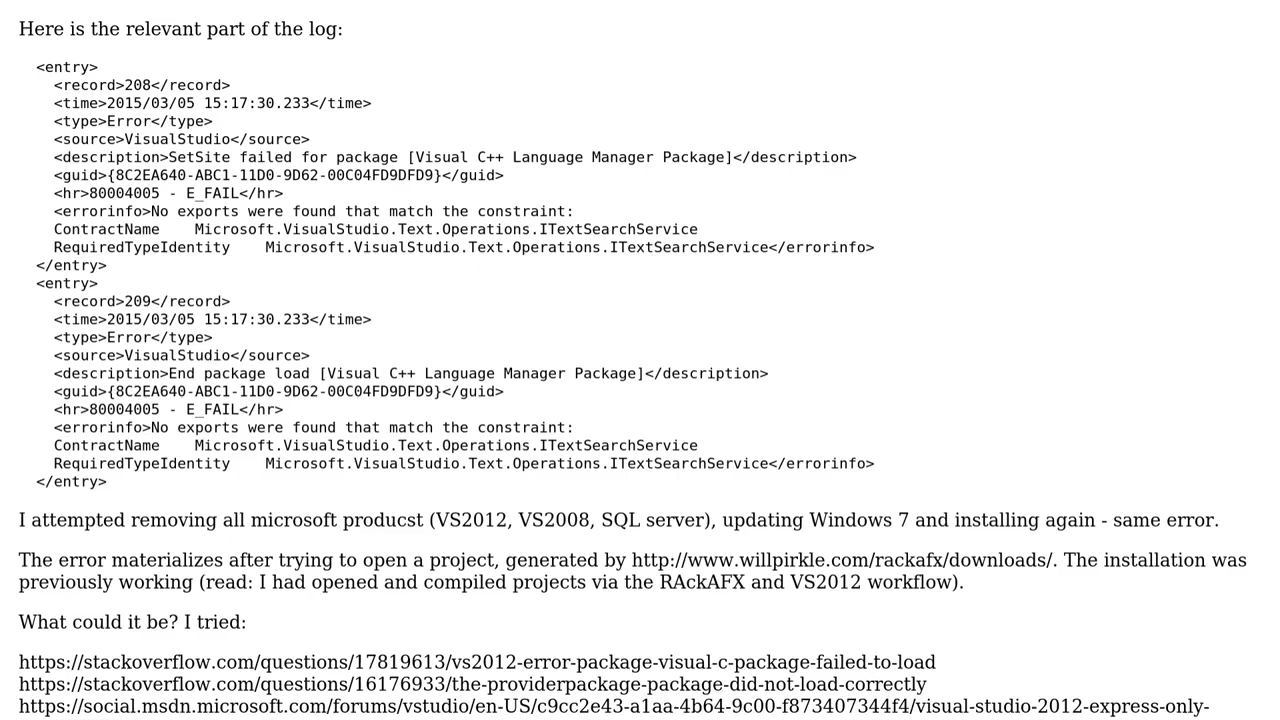 Here is the relevant part of the log:
<entry>
<record>208</record>
<time>2015/03/05 15:17:30.233</time>
<type>Error</type>
<source>VisualStudio</source>
<description>SetSite failed for package [Visual C++ Language Manager Package]</description>
<guid>{8C2EA640-ABC1-11D0-9D62-00C04FD9DFD9}</guid>
<hr>80004005 - E_FAIL</hr>
<errorinfo>No exports were found that match the constraint:
ContractName    Microsoft.VisualStudio.Text.Operations.ITextSearchService
RequiredTypeIdentity    Microsoft.VisualStudio.Text.Operations.ITextSearchService</errorinfo>
</entry>
<entry>
<record>209</record>
<time>2015/03/05 15:17:30.233</time>
<type>Error</type>
<source>VisualStudio</source>
<description>End package load [Visual C++ Language Manager Package]</description>
<guid>{8C2EA640-ABC1-11D0-9D62-00C04FD9DFD9}</guid>
<hr>80004005 - E_FAIL</hr>
<errorinfo>No exports were found that match the constraint:
ContractName    Microsoft.VisualStudio.Text.Operations.ITextSearchService
RequiredTypeIdentity    Microsoft.VisualStudio.Text.Operations.ITextSearchService</errorinfo>
</entry>
I attempted removing all microsoft producst (VS2012, VS2008, SQL server), updating Windows 7 and installing again - same error.
The error materializes after trying to open a project, generated by http://www.willpirkle.com/rackafx/downloads/. The installation was
previously working (read: I had opened and compiled projects via the RAckAFX and VS2012 workflow).
What could it be? I tried:
https://stackoverflow.com/questions/17819613/vs2012-error-package-visual-c-package-failed-to-load
https://stackoverflow.com/questions/16176933/the-providerpackage-package-did-not-load-correctly
https://social.msdn.microsoft.com/forums/vstudio/en-US/c9cc2e43-a1aa-4b64-9c00-f873407344f4/visual-studio-2012-express-only-